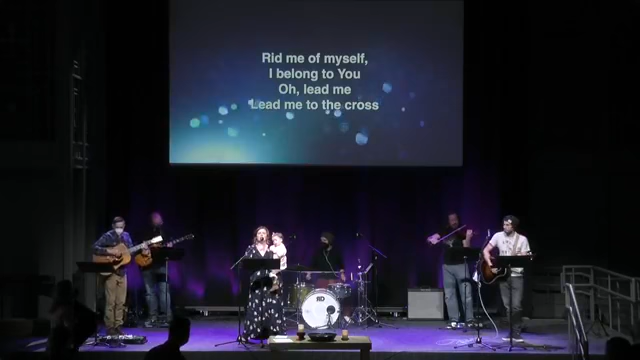 Rid me of myself,
I belong to You
Oh, lead me
Lead me to the cross